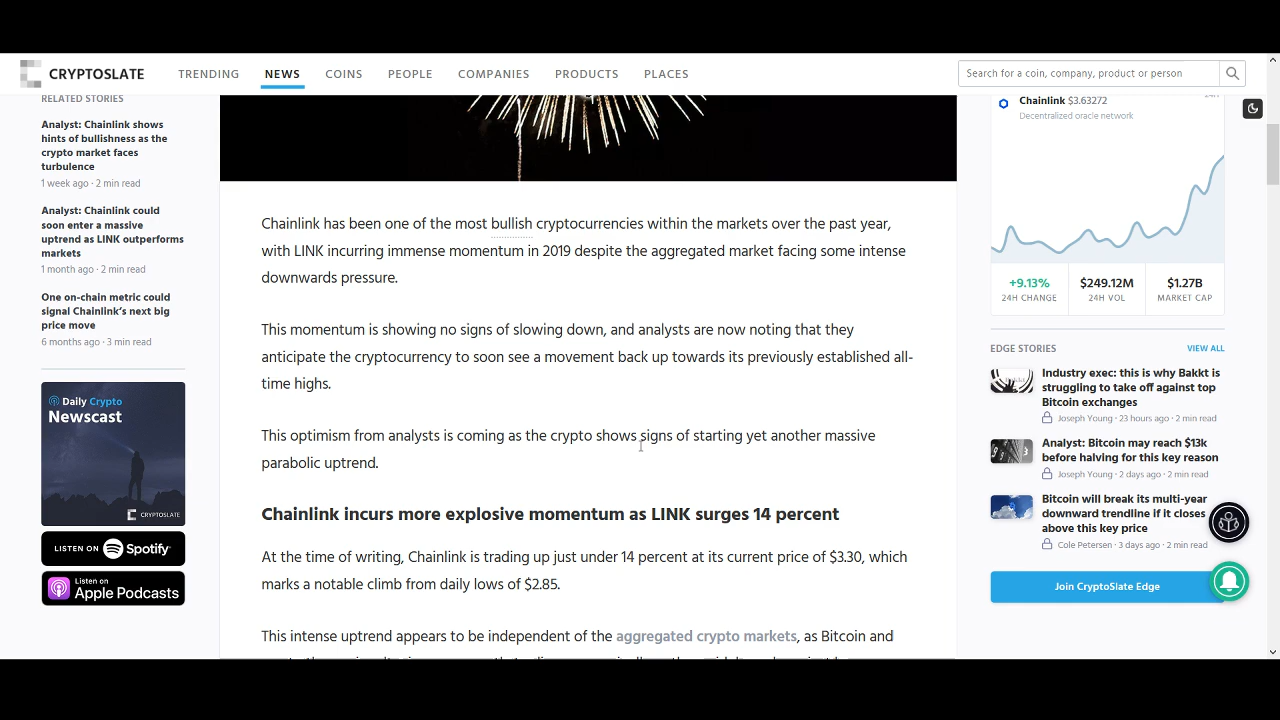 CRYPTOSLATE
TRENDING
NEWS
COINS
PEOPLE
COMPANIES
PRODUCTS
PLACES
Search for a coin, company, product or person
RELATED STORIES
Analyst: Chainlink shows
hints of bullishness as the
crypto market faces
turbulence
1 week ago · 2 min read
Analyst: Chainlink could
soon enter a massive
uptrend as LINK outperforms
markets
1 month ago · 2 min read
One on-chain metric could
signal Chainlink's next big
price move
6 months ago · 3 min read
Daily Crypto
Newscast
CRYPTOSLATE
LISTEN ON Spotify
Listen on
Apple Podcasts
Chainlink has been one of the most bullish cryptocurrencies within the markets over the past year,
with LINK incurring immense momentum in 2019 despite the aggregated market facing some intense
downwards pressure.
This momentum is showing no signs of slowing down, and analysts are now noting that they
anticipate the cryptocurrency to soon see a movement back up towards its previously established all-
time highs.
This optimism from analysts is coming as the crypto shows signs of starting yet another massive
parabolic uptrend.
Chainlink incurs more explosive momentum as LINK surges 14 percent
At the time of writing, Chainlink is trading up just under 14 percent at its current price of $3.30, which
marks a notable climb from daily lows of $2.85.
This intense uptrend appears to be independent of the aggregated crypto markets, as Bitcoin and
Chainlink $3.63272
Decentralized oracle network
+9.13%
24H CHANGE
$249.12M
24H VOL
$1.27B
MARKET CAP
EDGE STORIES
VIEW ALL
Industry exec: this is why Bakkt is
struggling to take off against top
Bitcoin exchanges
Joseph Young · 23 hours ago · 2 min read
Analyst: Bitcoin may reach $13k
before halving for this key reason
Joseph Young · 2 days ago · 2 min read
Bitcoin will break its multi-year
downward trendline if it closes
above this key price
Cole Petersen · 3 days ago · 2 min read
Join CryptoSlate Edge